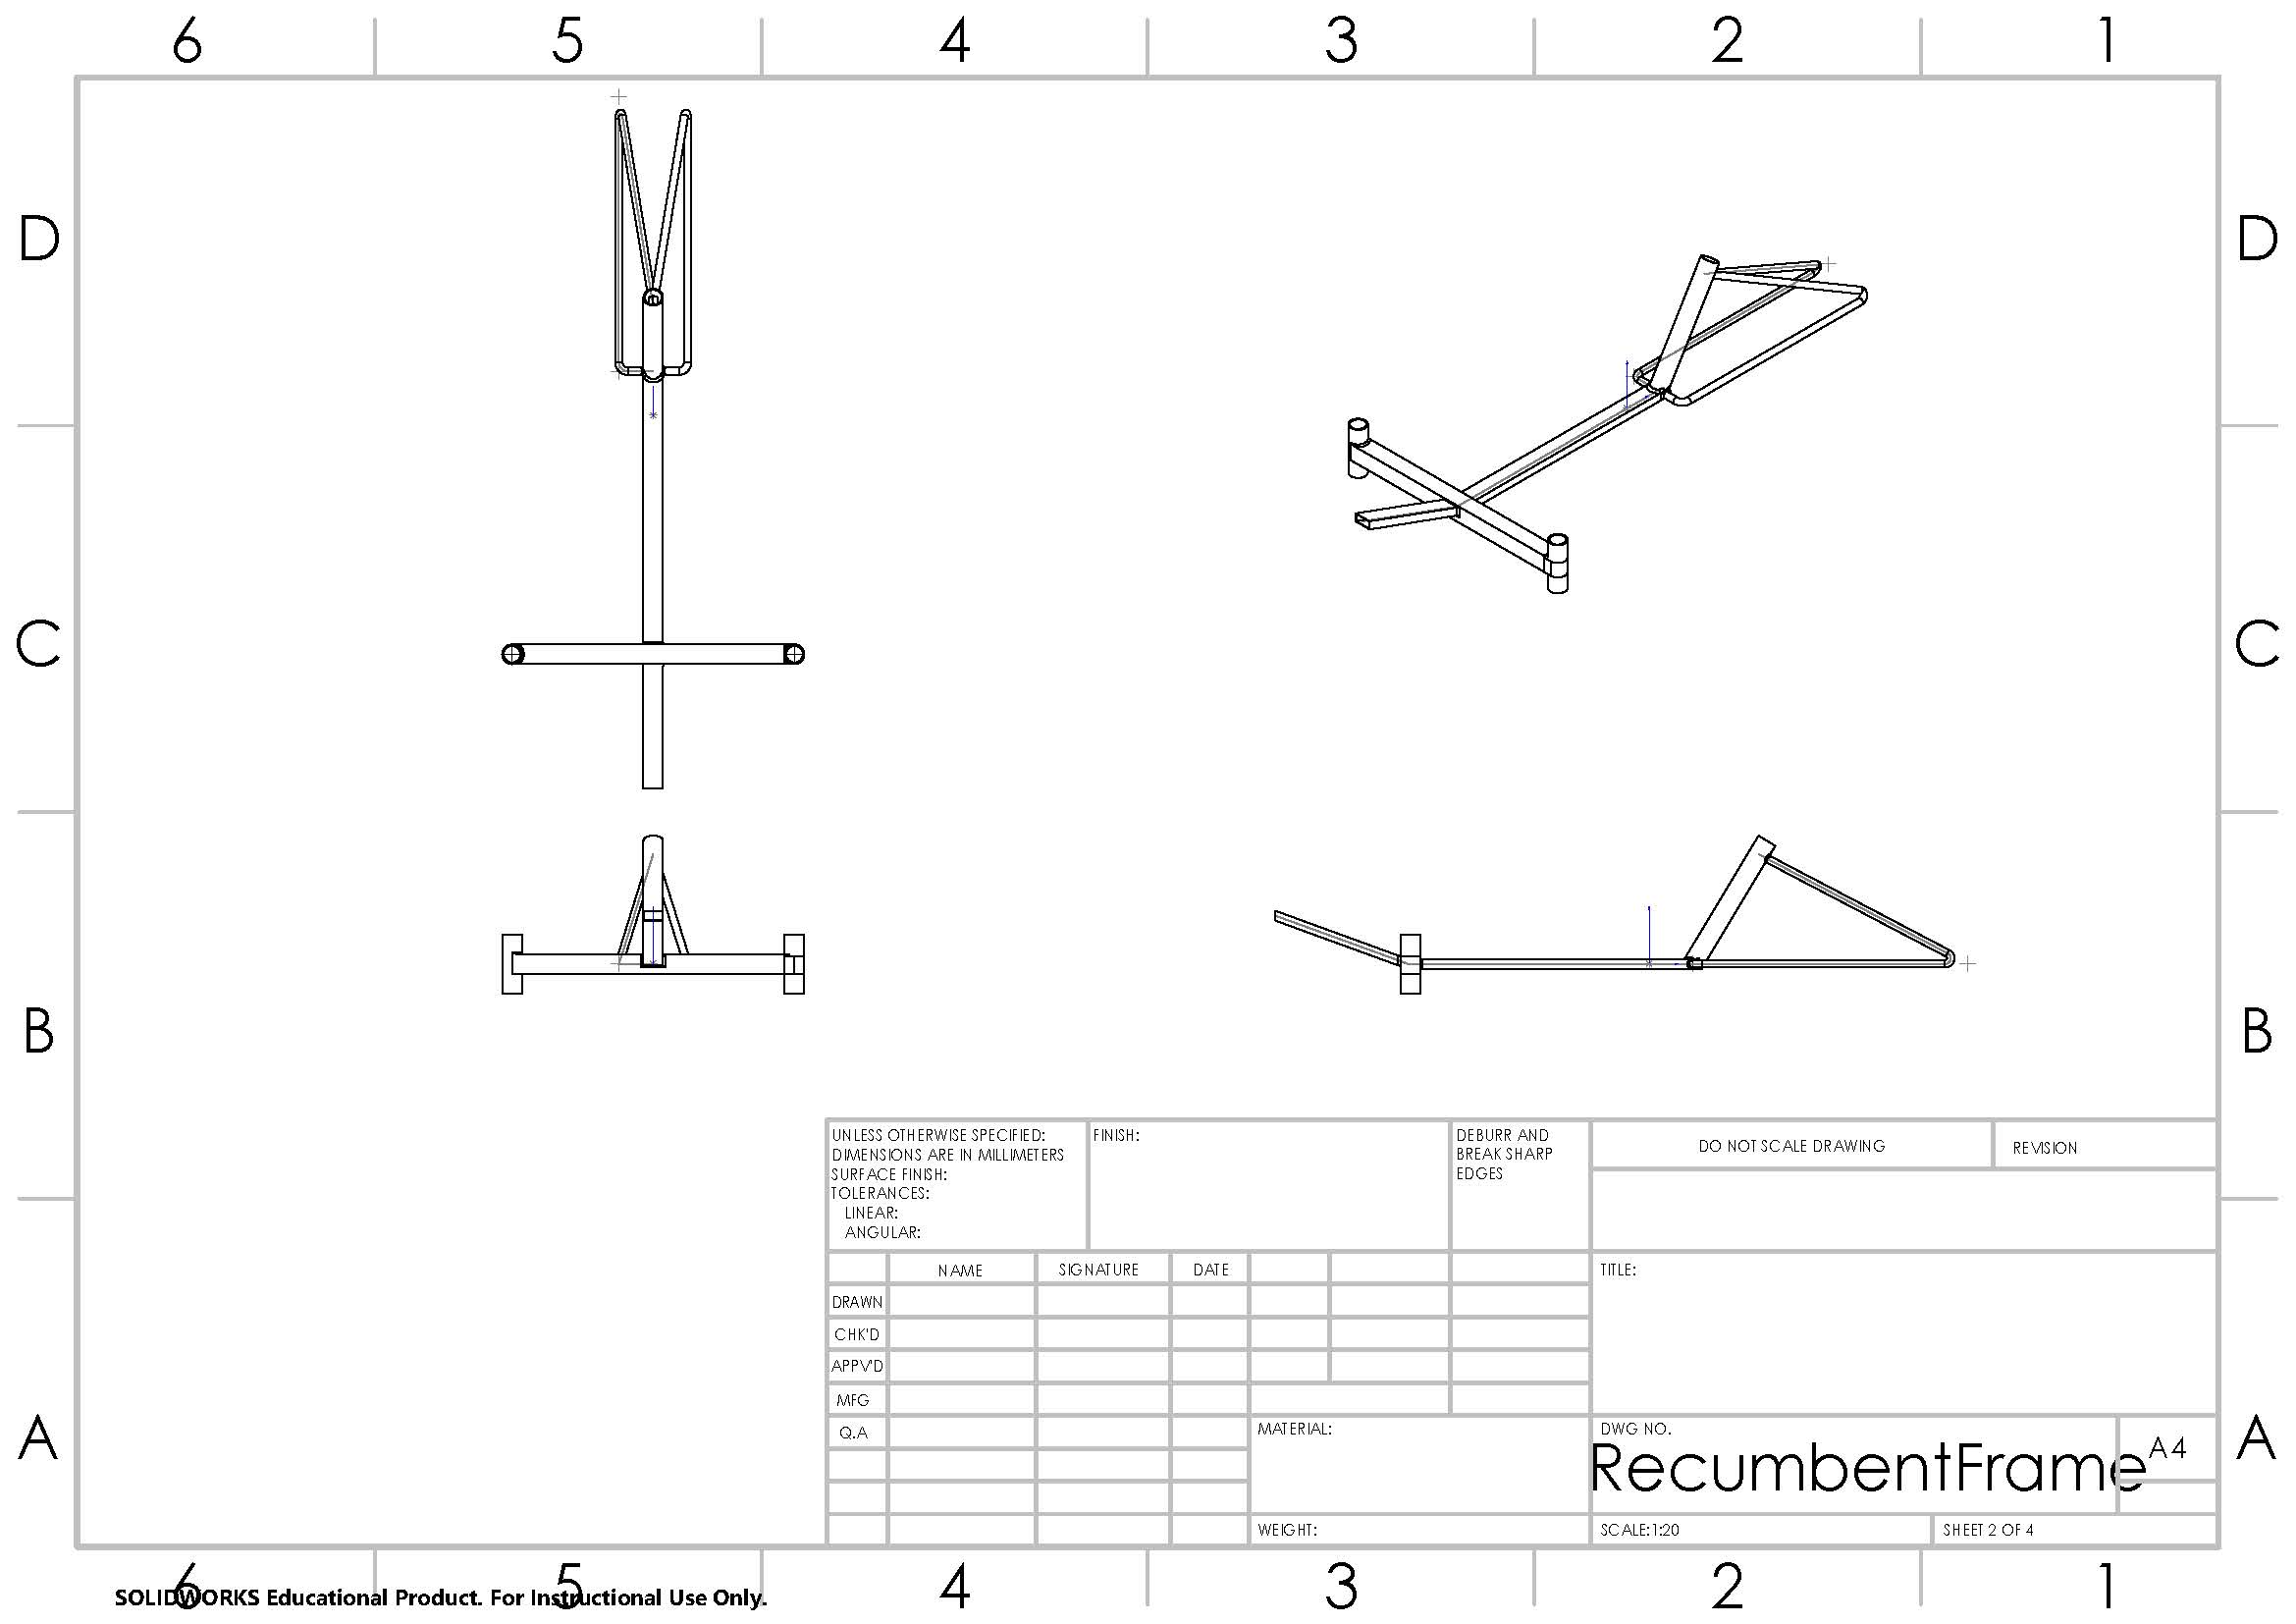 6 5 4 3 2 1
D D
C C
B B
UNLESS OTHERWISE SPECIFIED:
DIMENSIONS ARE IN MILLIMETERS
SURFACE FINISH:
TOLERANCES:
LINEAR:
ANGULAR:
FINISH:
DEBURR AND
BREAK SHARP
EDGES
DO NOT SCALE DRAWING
REVISION
NAME SIGNATURE DATE
TITLE:
DRAWN
CHK'D
APPV'D
MFG
Q.A
MATERIAL:
DWG NO.
RecumbentFrame
A4
A A
WEIGHT:
SCALE:1:20
SHEET 2 OF 4
6 5 4 3 2 1
SOLIDWORKS Educational Product. For Instructional Use Only.